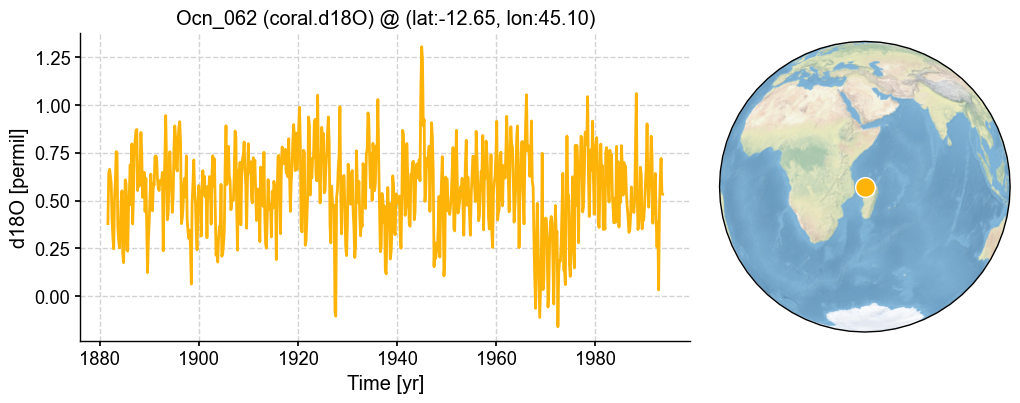 Ocn_062 (coral.d18O) @ (lat:-12.65, lon:45.10)
d18O [permil]
1.25
1.00
0.75
0.50
0.25
0.00
1880 1900 1920 1940 1960 1980
Time [yr]